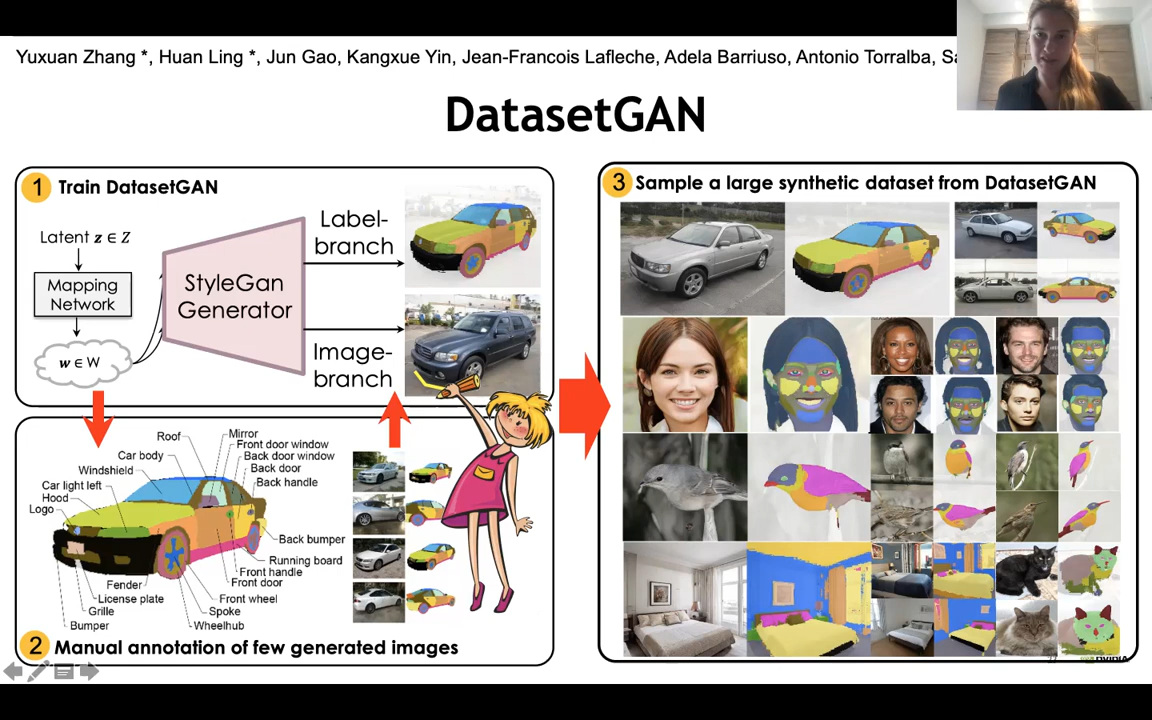 Yuxuan Zhang *, Huan Ling *, Jun Gao, Kangxue Yin, Jean-Francois Lafleche, Adela Barriuso, Antonio Torralba,
DatasetGAN
1 Train DatasetGAN
Latent z ∈ Z
Mapping
Network
w ∈ W
StyleGan
Generator
Label-
branch
Image-
branch
Roof
Mirror
Front door window
Car body
Back door window
Windshield
Back door
Back handle
Car light left
Hood
Logo
Back bumper
Running board
Front handle
Front door
Fender
Front wheel
License plate
Grille
Spoke
Bumper
Wheelhub
2 Manual annotation of few generated images
3 Sample a large synthetic dataset from DatasetGAN